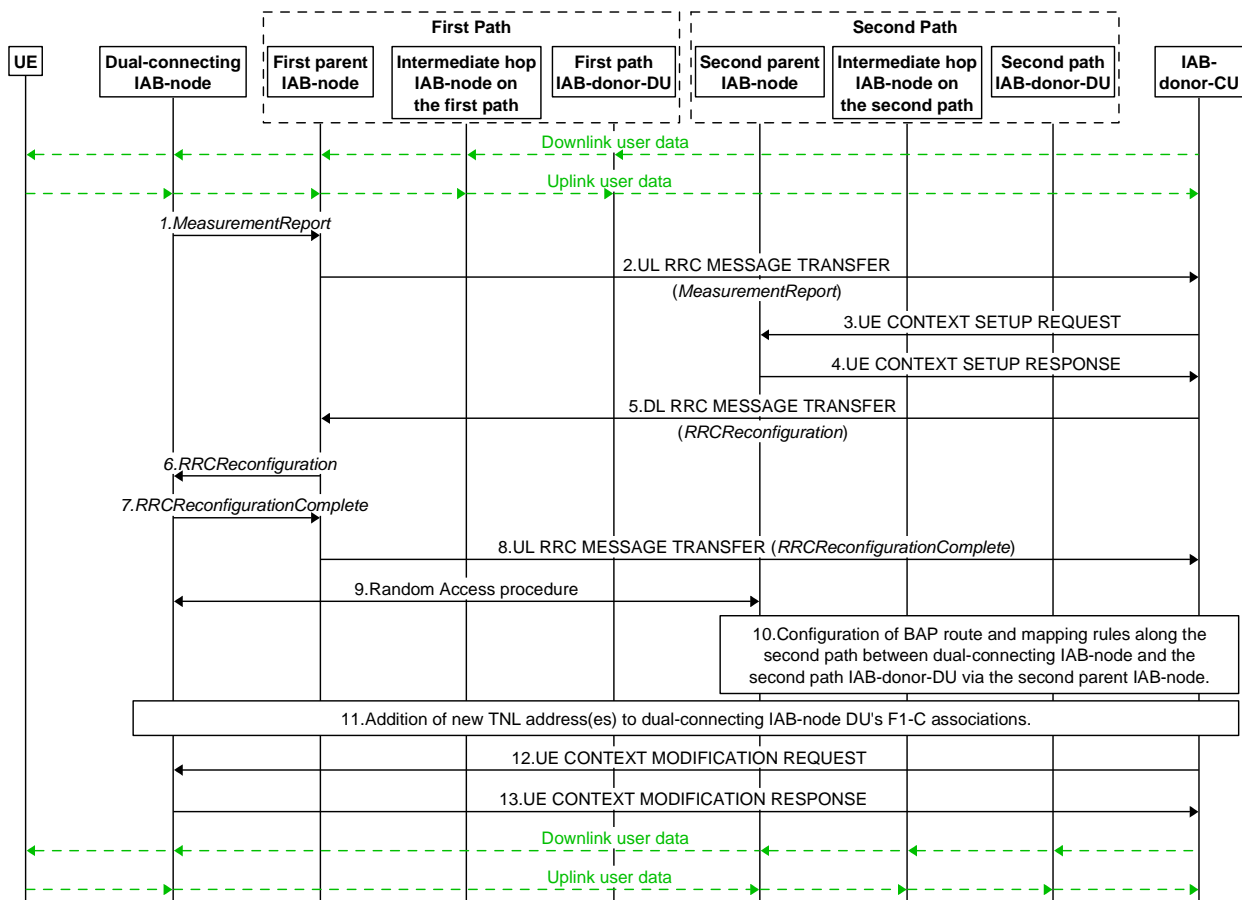 First Path
Second Path
UE
Dual-connecting
IAB-node
First parent
IAB-node
Intermediate hop
IAB-node on
the first path
First path
IAB-donor-DU
Second parent
IAB-node
Intermediate hop
IAB-node on
the second path
Second path
IAB-donor-DU
IAB-
donor-CU
Downlink user data
Uplink user data
1.MeasurementReport
2.UL RRC MESSAGE TRANSFER
(MeasurementReport)
3.UE CONTEXT SETUP REQUEST
4.UE CONTEXT SETUP RESPONSE
5.DL RRC MESSAGE TRANSFER
(RRCReconfiguration)
6.RRCReconfiguration
7.RRCReconfigurationComplete
8.UL RRC MESSAGE TRANSFER (RRCReconfigurationComplete)
9.Random Access procedure
10.Configuration of BAP route and mapping rules along the
second path between dual-connecting IAB-node and the
second path IAB-donor-DU via the second parent IAB-node.
11.Addition of new TNL address(es) to dual-connecting IAB-node DU's F1-C associations.
12.UE CONTEXT MODIFICATION REQUEST
13.UE CONTEXT MODIFICATION RESPONSE
Downlink user data
Uplink user data